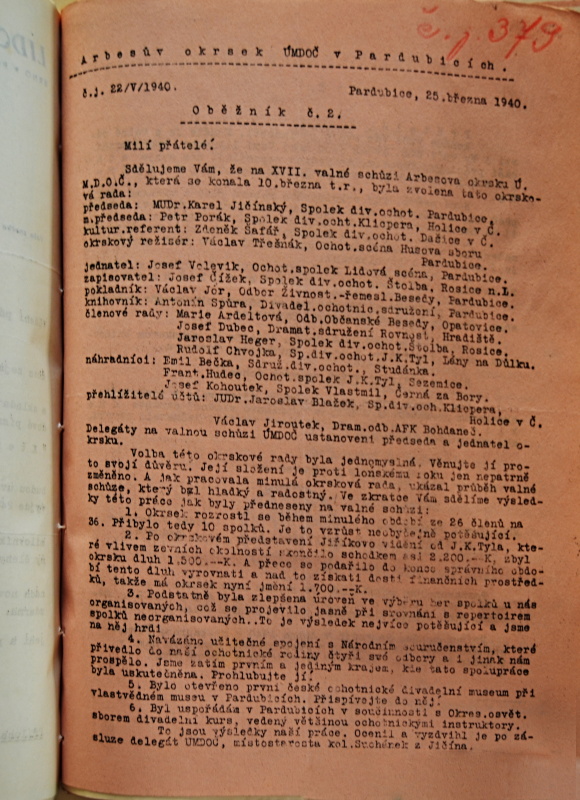 č.j. 379
Arbesův okrsek ÚMDOČ v Pardubicích.
č.j. 22/V/1940.
Pardubice, 25.března 1940.
Oběžník č.2.
Milí přátelé!
Sdělujeme Vám, že na XVII. valné schůzi Arbesova okrsku Ú.
M.D.O.Č., která se konala 10.března t.r., byla zvolena tato okrsko-
vá rada:
předseda: MUDr.Karel Jičínský, Spolek div.ochot. Pardubice,
m.předseda: Petr Porák, Spolek div.ocht.Klicpera, Holice v Č.
kultur.referent: Zdeněk Šafář, Spolek div.ochot. Dašice v Č.
okrskový režisér: Václav Třešnák, Ochot.scéna Husova sboru
Pardubice.
jednatel: Josef Velevik, Ochot.spolek Lidová scéna, Pardubice.
zapisovatel: Josef Čížek, Spolek div.ochot. Štolba, Rosice n.L.
pokladník: Václav Jór, Odbor Živnost.-řemesl.Besedy, Pardubice.
knihovník: Antonín Spůra, Divadel.ochotnic.sdružení, Pardubice.
členové rady: Marie Ardeltová, Odb.Občanské Besedy, Opatovice.
Josef Dubec, Dramat.sdružení Rovnost, Hradiště.
Jaroslav Heger, Spolek div.ochot.Štolba, Rosice.
Rudolf Chvojka, Sp.div.ochot.J.K.Tyl, Lány na Důlku.
náhradníci: Emil Bečka, Sdruž.div.ochot., Studánka.
Frant.Hudec, Ochot.spolek J.K.Tyl, Sezemice.
Josef Kohoutek, Spolek Vlastmil, Černá za Bory.
přehlížitelé účtů: JUDr.Jaroslav Blažek, Sp.div.och.Klicpera,
Holice v Č.
Václav Jiroutek, Dram.odb.AFK Bohdaneč.
Delegáty na valnou schůzi ÚMDOČ ustanoveni předseda a jednatel o-
krsku.
Volba této okrskové rady byla jednomyslná. Věnujte jí pro-
to svoji důvěru. Její složení je proti lonskému roku jen nepatrně
změněno. A jak pracovala minulá okrsková rada, ukázal průběh valné
schůze, který byl hladký a radostný. Ve zkratce Vám sdělíme výsled-
ky této práce jak byly předneseny na valné schůzi:
1. Okrsek rozrostl se během minulého období ze 26 členů na
36. Přibylo tedy 10 spolků. Je to vzrůst neobyčejně potěšující.
2. Po okrskovém představení Jiříkovo vidění od J.K.Tyla, kte-
ré vlivem zevních okolností skončilo schodkem asi 2.200.--K, zbyl
okrsku dluh 1.500.--K. A přece se podařilo do konce správního obdo-
bí tento dluh vyrovnati a nad to získati dosti finančních prostřed-
ků, takže má okrsek nyní jmění 1.700.--K.
3. Podstatně byla zlepšena úroveň ve výběru her spolků u nás
organisovaných, což se projevilo jasně při srovnání s repertoirem
spolků neorganisovaných. To je výsledek nejvíce potěšující a jsme
na něj hrdi
4. Navázáno užitečné spojení s Národním souručenstvím, které
přivedlo do naší ochotnické rodiny čtyři své odbory a i jinak nám
prospělo. Jsme zatím prvním a jediným krajem, kde tato spolupráce
byla uskutečněna. Prohlubujte jí!
5. Bylo otevřeno první české ochotnické divadelní museum při
vlastvědném museu v Pardubicích. Přispívejte do něj!
6. Byl uspořádán v Pardubicích v součinnosti s Okres.osvět.
sborem divadelní kurs, vedený většinou ochotnickými instruktory.
To jsou výsledky naší práce. Ocenil a vyzdvihl je po zá-
sluze delegát ÚMDOČ, místostarosta kol.Suchánek z Jičína.